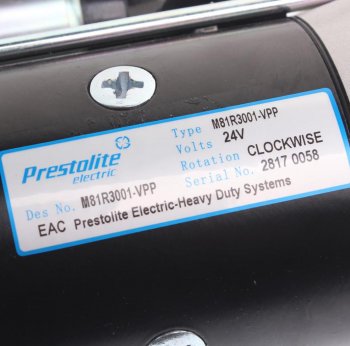 Prestolite
electric
Type M81R3001-VPP
Volts 24V
Rotation CLOCKWISE
Serial No. 2817 0058
Des No. M81R3001-VPP
EAC Prestolite Electric-Heavy Duty Systems